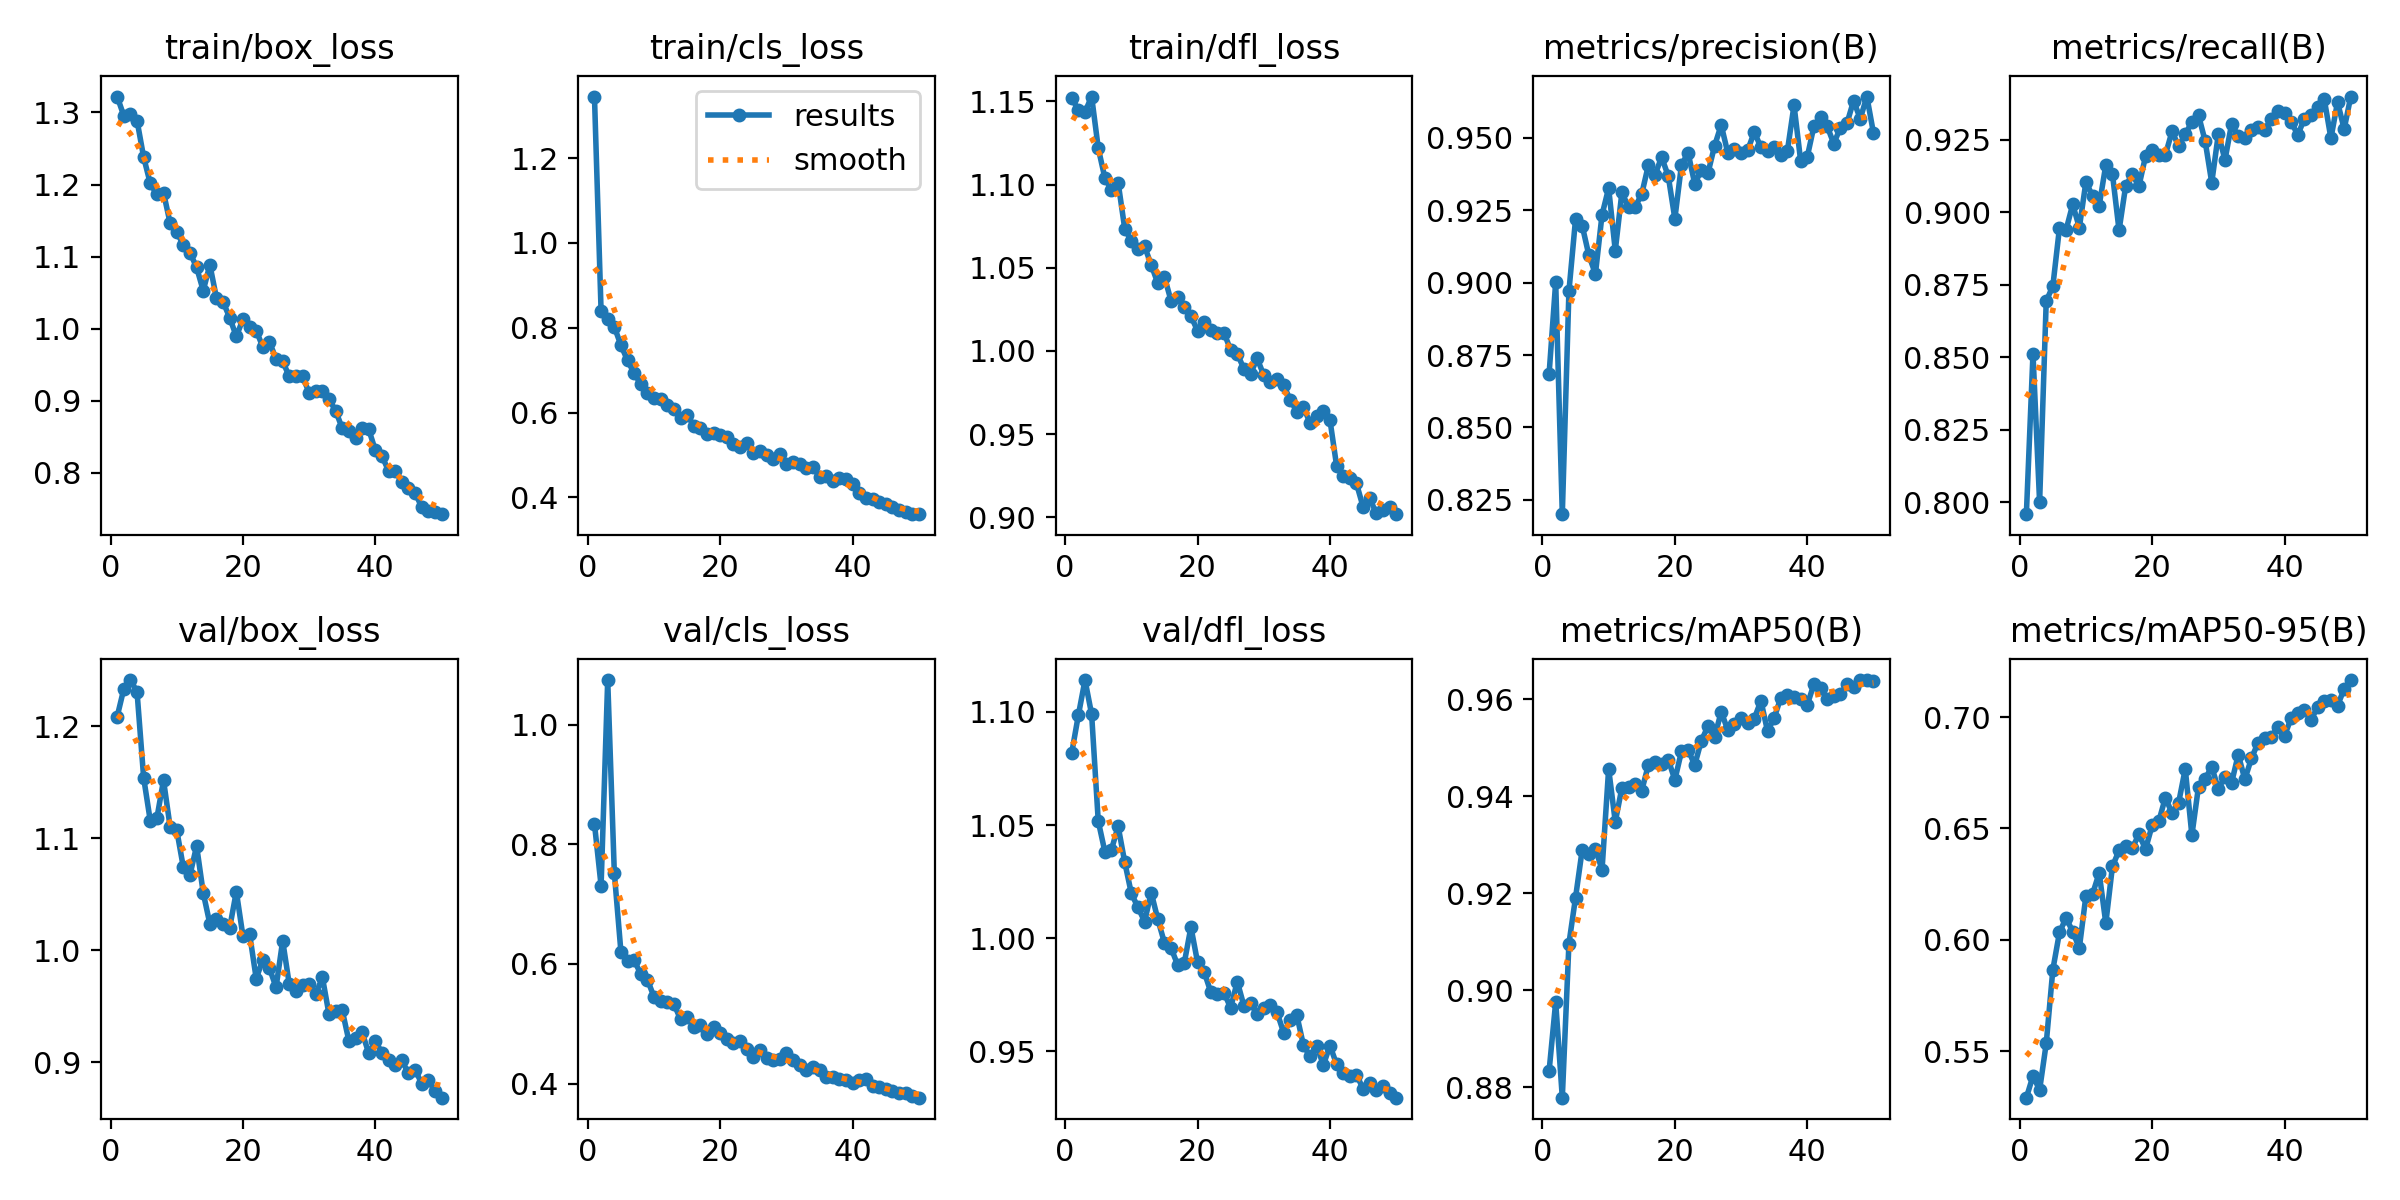 train/box_loss
train/cls_loss
train/dfl_loss
metrics/precision(B)
metrics/recall(B)
1.3
1.2
1.1
1.0
0.9
0.8
0 20 40
results
smooth
1.2
1.0
0.8
0.6
0.4
0 20 40
1.15
1.10
1.05
1.00
0.95
0.90
0 20 40
0.950
0.925
0.900
0.875
0.850
0.825
0 20 40
0.925
0.900
0.875
0.850
0.825
0.800
0 20 40
val/box_loss
val/cls_loss
val/dfl_loss
metrics/mAP50(B)
metrics/mAP50-95(B)
1.2
1.1
1.0
0.9
0 20 40
1.0
0.8
0.6
0.4
0 20 40
1.10
1.05
1.00
0.95
0 20 40
0.96
0.94
0.92
0.90
0.88
0 20 40
0.70
0.65
0.60
0.55
0 20 40